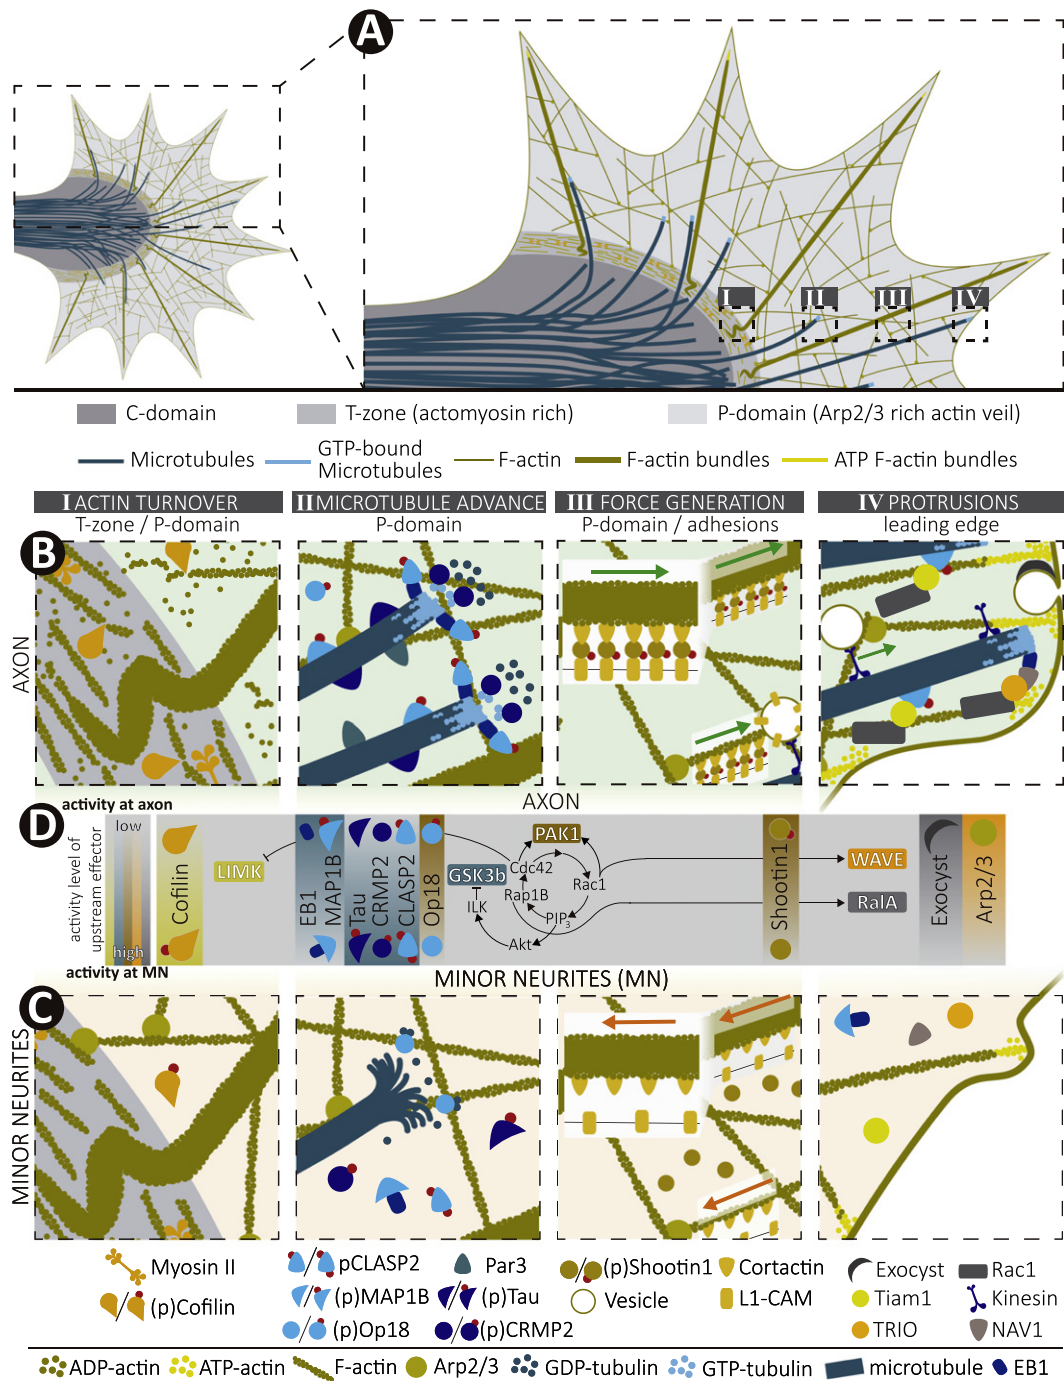 A
I
II
III
IV
C-domain
T-zone (actomyosin rich)
P-domain (Arp2/3 rich actin veil)
Microtubules
GTP-bound
Microtubules
F-actin
F-actin bundles
ATP F-actin bundles
I ACTIN TURNOVER
T-zone / P-domain
II MICROTUBULE ADVANCE
P-domain
III FORCE GENERATION
P-domain / adhesions
IV PROTRUSIONS
leading edge
B
AXON
activity at axon
AXON
D
activity level of
upstream effector
low
high
Cofilin
LIMK
EB1
MAP1B
Tau
CRMP2
CLASP2
Op18
GSK3b
ILK
Akt
PAK1
Cdc42
Rap1B
Rac1
PIP3
Shootin1
WAVE
RalA
Exocyst
Arp2/3
activity at MN
MINOR NEURITES (MN)
C
MINOR NEURITES
Myosin II
(p)Cofilin
pCLASP2
(p)MAP1B
(p)Op18
Par3
(p)Tau
(p)CRMP2
(p)Shootin1
Vesicle
Cortactin
L1-CAM
Exocyst
Tiam1
TRIO
Rac1
Kinesin
NAV1
ADP-actin
ATP-actin
F-actin
Arp2/3
GDP-tubulin
GTP-tubulin
microtubule
EB1